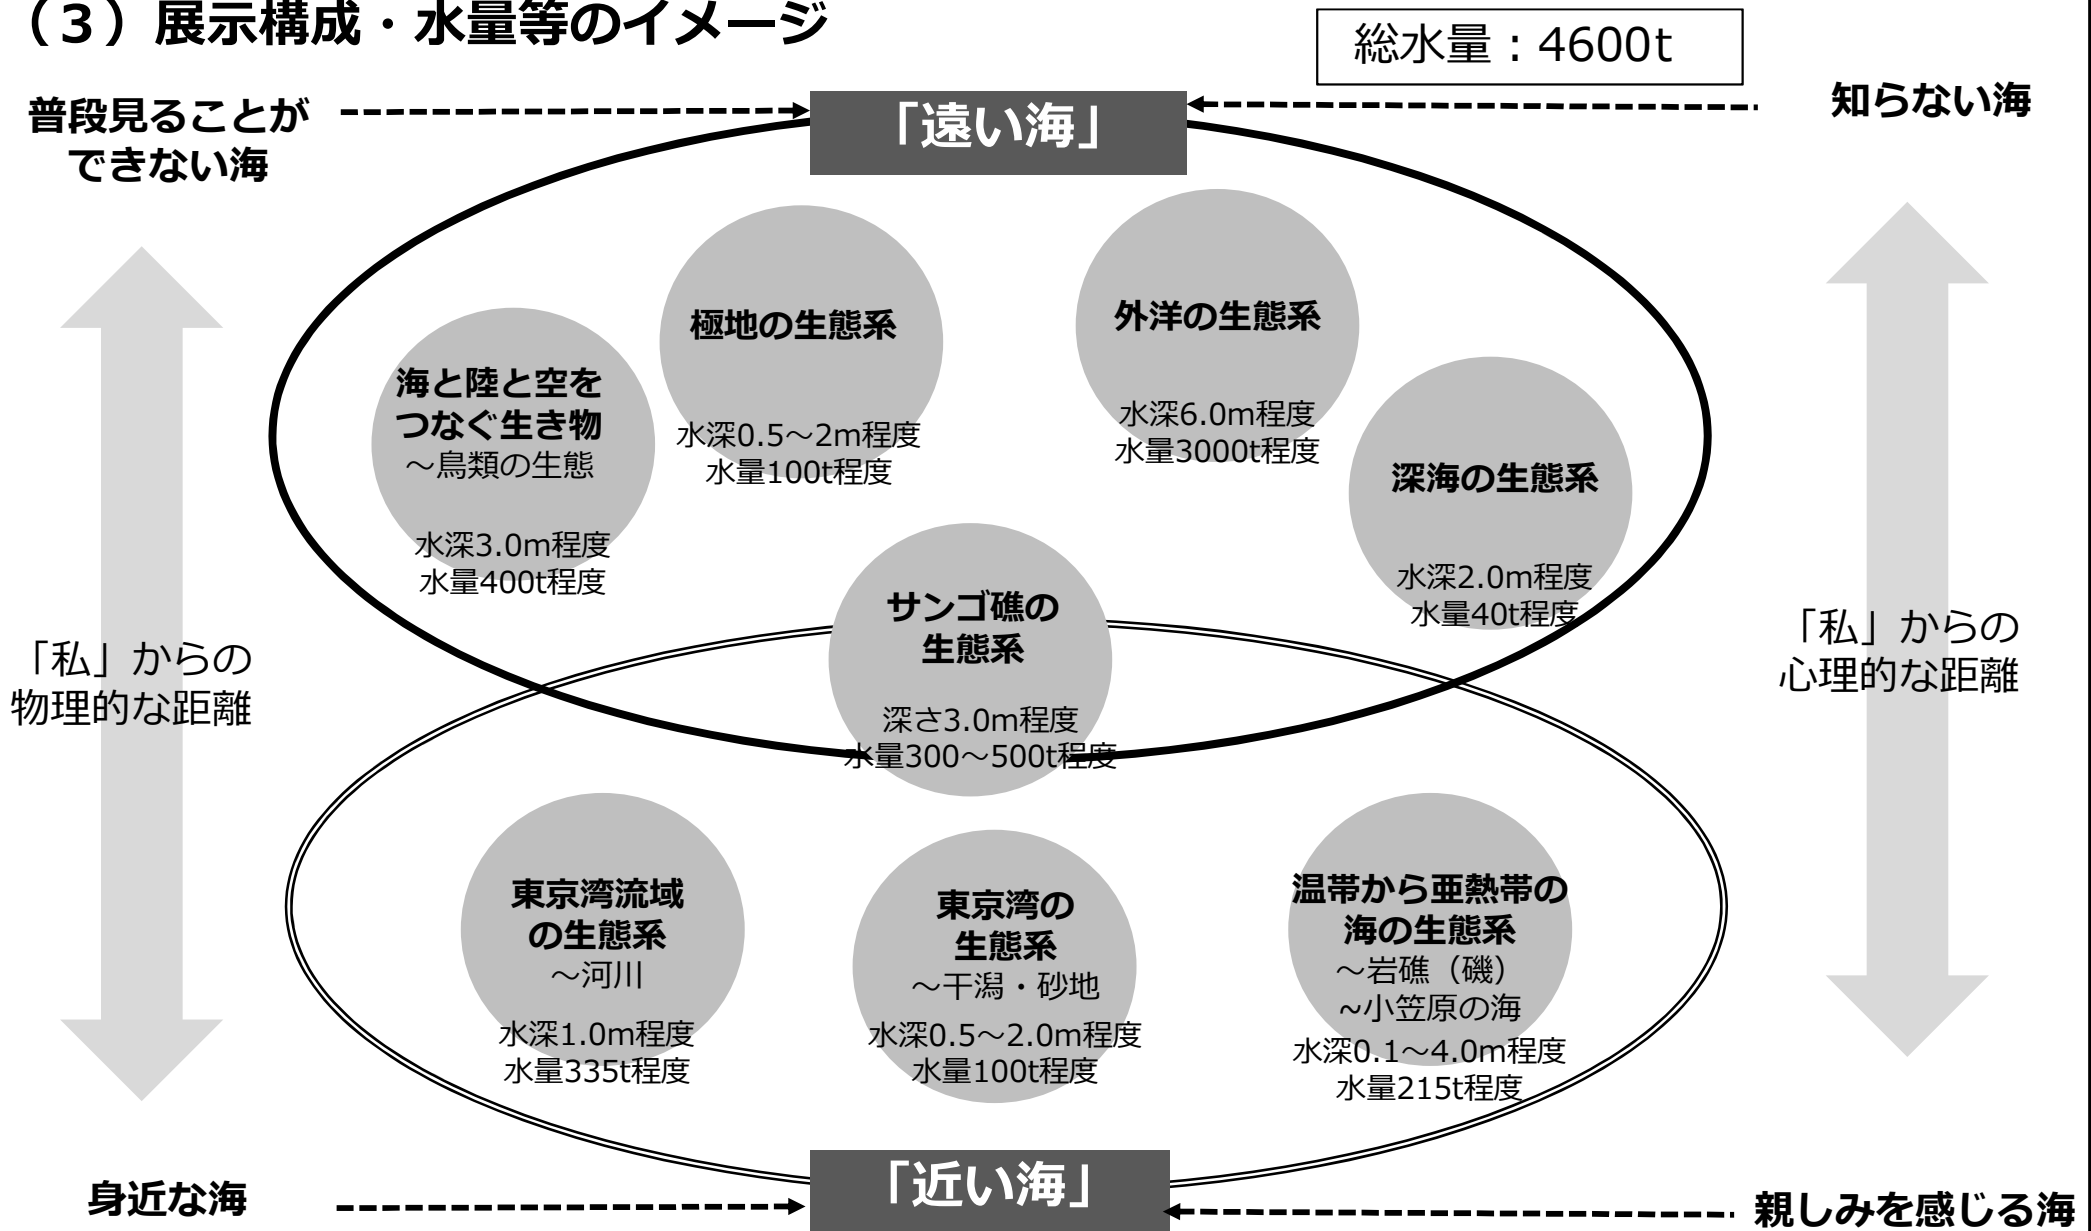 （３）展示構成・水量等のイメージ
総水量：4600t
普段見ることが
できない海
「遠い海」
知らない海
極地の生態系
水深0.5～2m程度
水量100t程度
外洋の生態系
水深6.0m程度
水量3000t程度
海と陸と空を
つなぐ生き物
～鳥類の生態
水深3.0m程度
水量400t程度
深海の生態系
水深2.0m程度
水量40t程度
サンゴ礁の
生態系
深さ3.0m程度
水量300～500t程度
「私」からの
物理的な距離
「私」からの
心理的な距離
東京湾流域
の生態系
～河川
水深1.0m程度
水量335t程度
東京湾の
生態系
～干潟・砂地
水深0.5～2.0m程度
水量100t程度
温帯から亜熱帯の
海の生態系
～岩礁（磯）
~小笠原の海
水深0.1～4.0m程度
水量215t程度
身近な海
「近い海」
親しみを感じる海